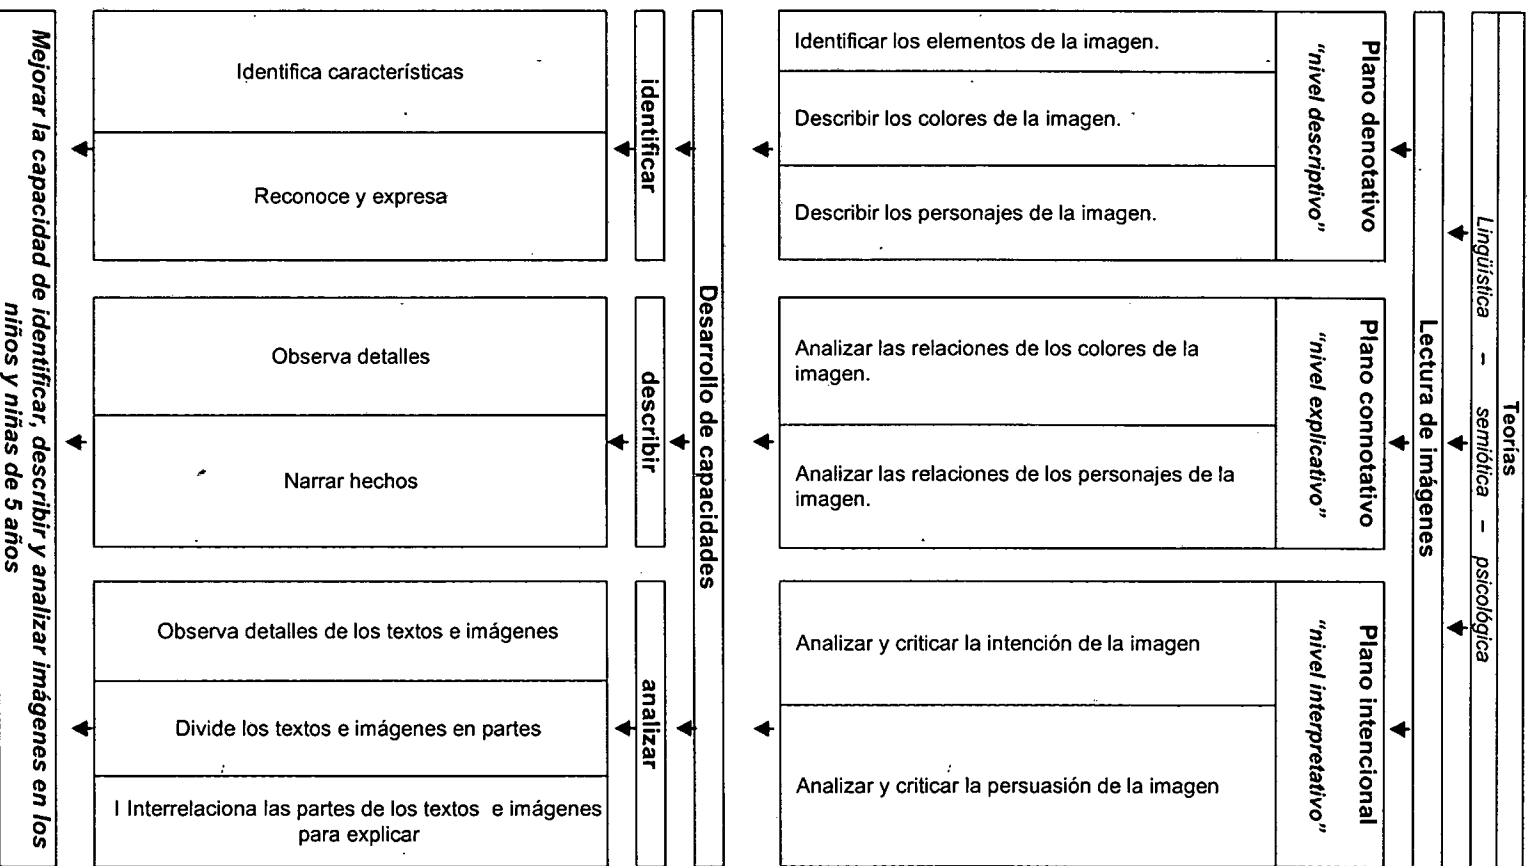 Teorías
Lingüística – semiótica – psicológica
Lectura de imágenes
Plano denotativo
"nivel descriptivo"
Identificar los elementos de la imagen.
Describir los colores de la imagen.
Describir los personajes de la imagen.
Plano connotativo
"nivel explicativo"
Analizar las relaciones de los colores de la
imagen.
Analizar las relaciones de los personajes de la
imagen.
Plano intencional
"nivel interpretativo"
Analizar y criticar la intención de la imagen
Analizar y criticar la persuasión de la imagen
Desarrollo de capacidades
identificar
Identifica características
Reconoce y expresa
describir
Observa detalles
Narrar hechos
analizar
Observa detalles de los textos e imágenes
Divide los textos e imágenes en partes
I Interrelaciona las partes de los textos e imágenes
para explicar
Mejorar la capacidad de identificar, describir y analizar imágenes en los
niños y niñas de 5 años